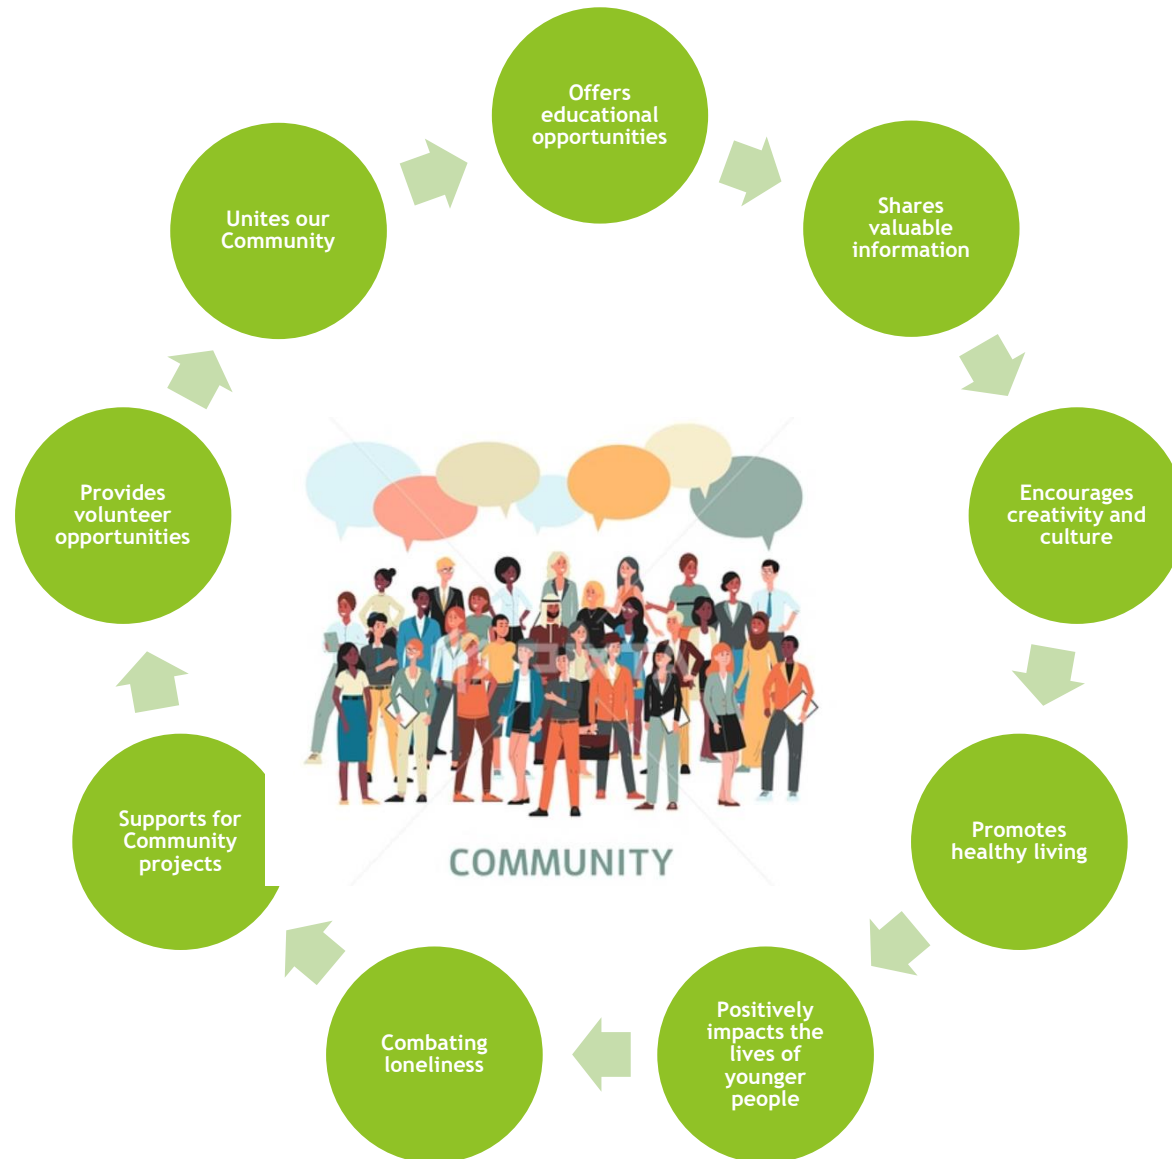 Offers
educational
opportunities
Shares
valuable
information
Encourages
creativity and
culture
Promotes
healthy living
Positively
impacts the
lives of
younger
people
Combating
loneliness
Supports for
Community
projects
Provides
volunteer
opportunities
Unites our
Community
COMMUNITY